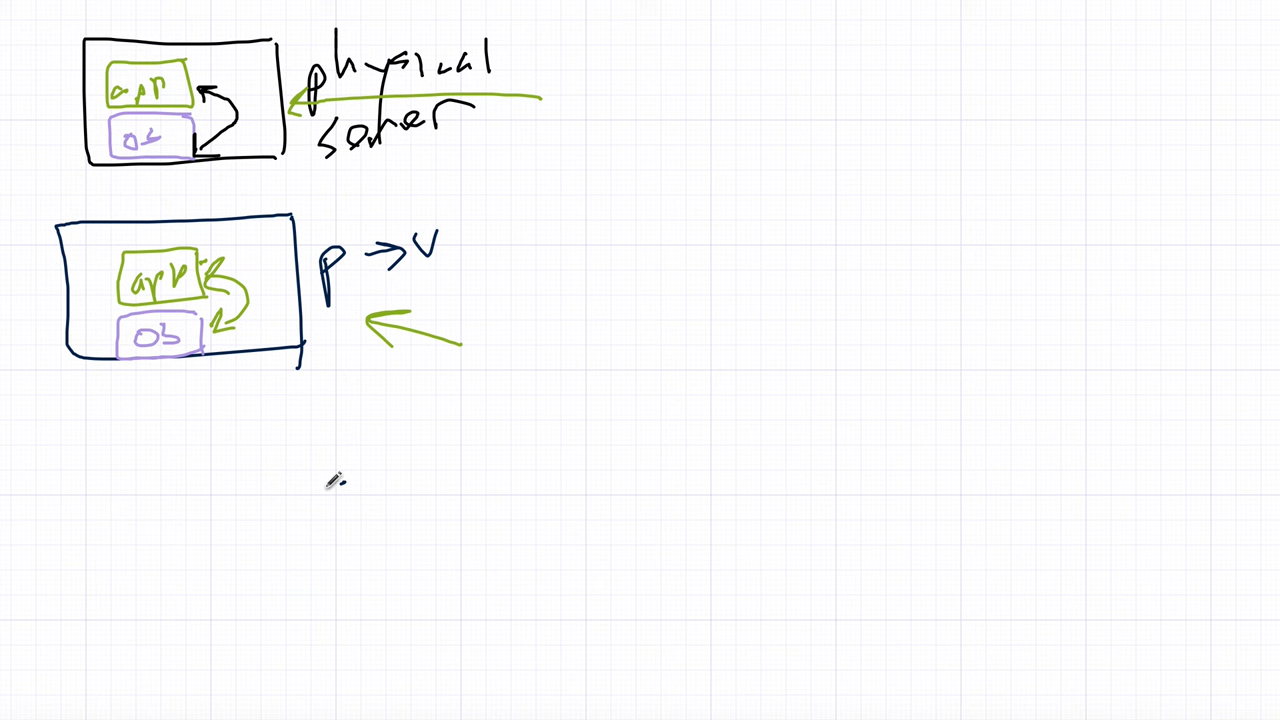 app
os
physical
server
app
os
p → v